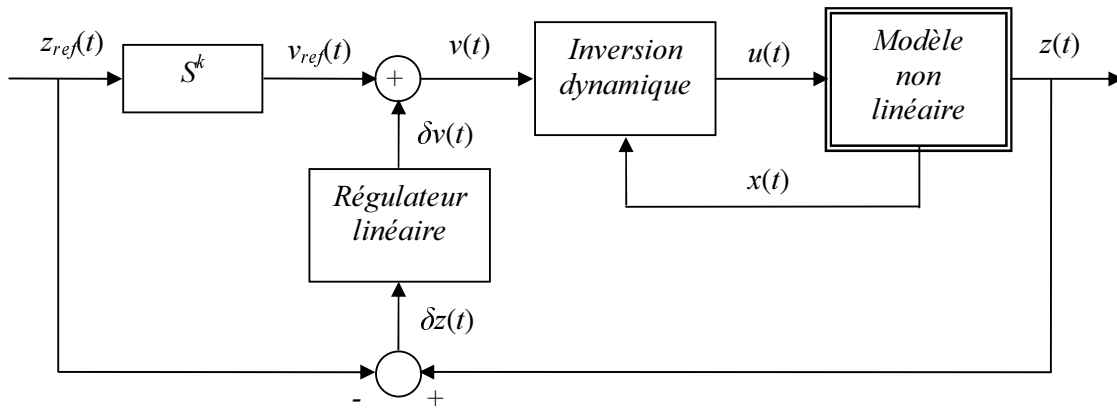 z_ref(t)
S^k
v_ref(t)
+
v(t)
Inversion
dynamique
u(t)
Modèle
non
linéaire
z(t)
δv(t)
x(t)
Régulateur
linéaire
δz(t)
-
+